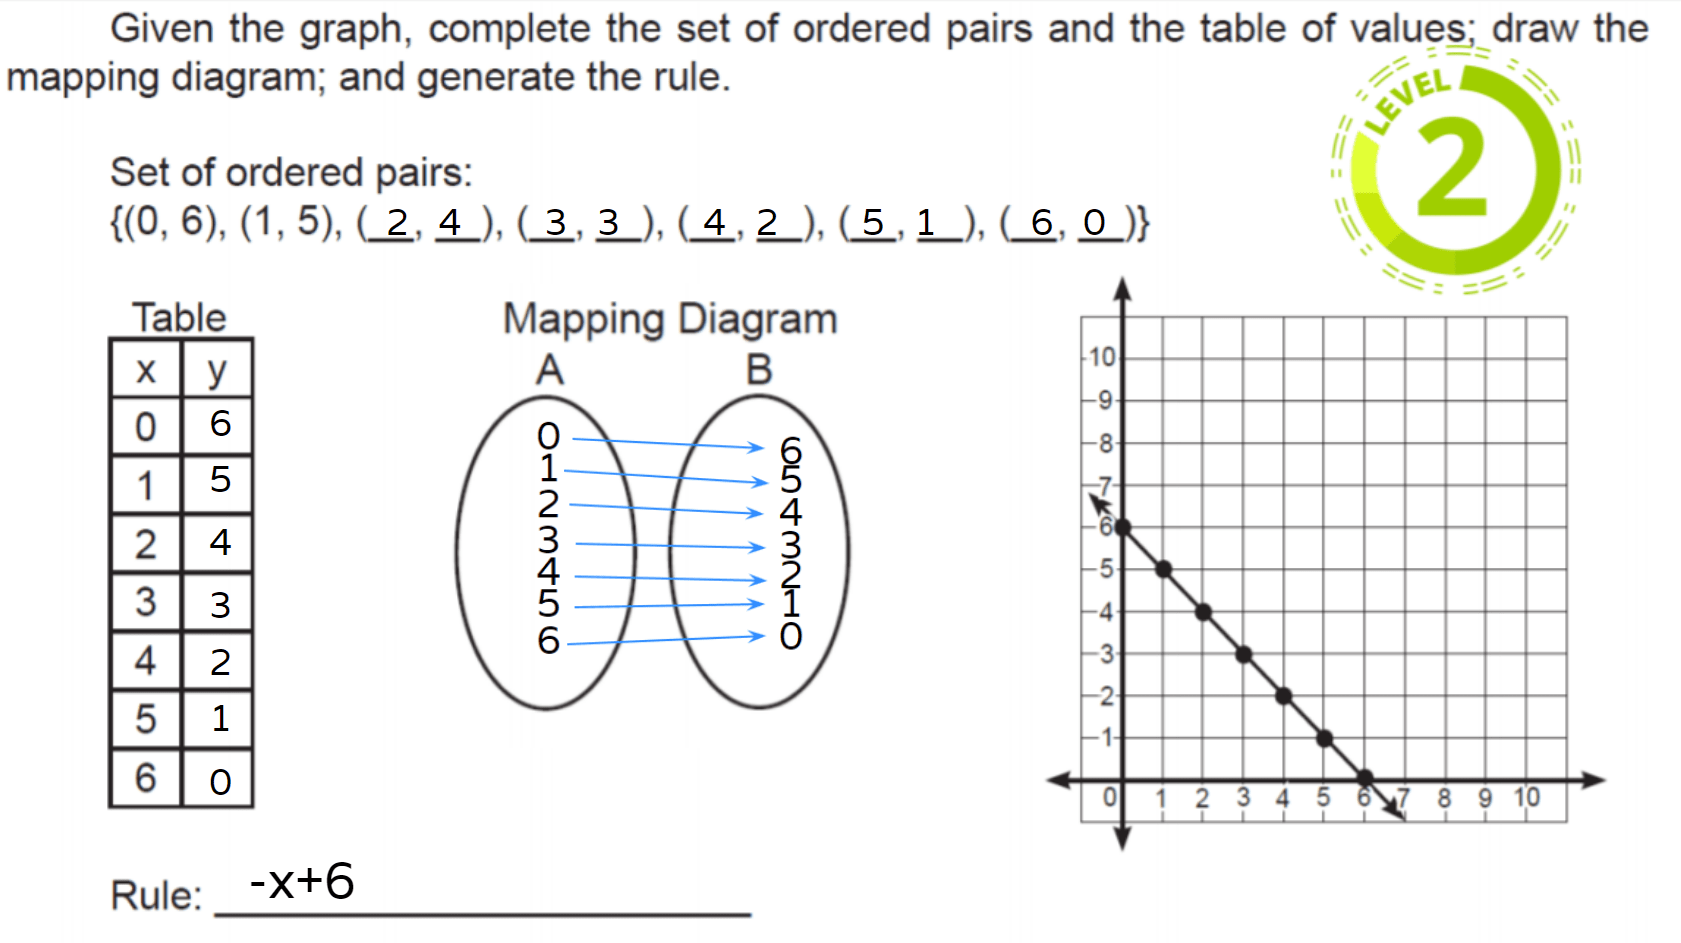 Given the graph, complete the set of ordered pairs and the table of values; draw the
mapping diagram; and generate the rule.
LEVEL
2
Set of ordered pairs:
{(0, 6), (1, 5), (2, 4), (3, 3), (4, 2), (5, 1), (6, 0)}
Table
x y
0 6
1 5
2 4
3 3
4 2
5 1
6 0
Mapping Diagram
A B
0 6
1 5
2 4
3 3
4 2
5 1
6 0
10
9
8
7
6
5
4
3
2
1
0 1 2 3 4 5 6 7 8 9 10
Rule: -x+6